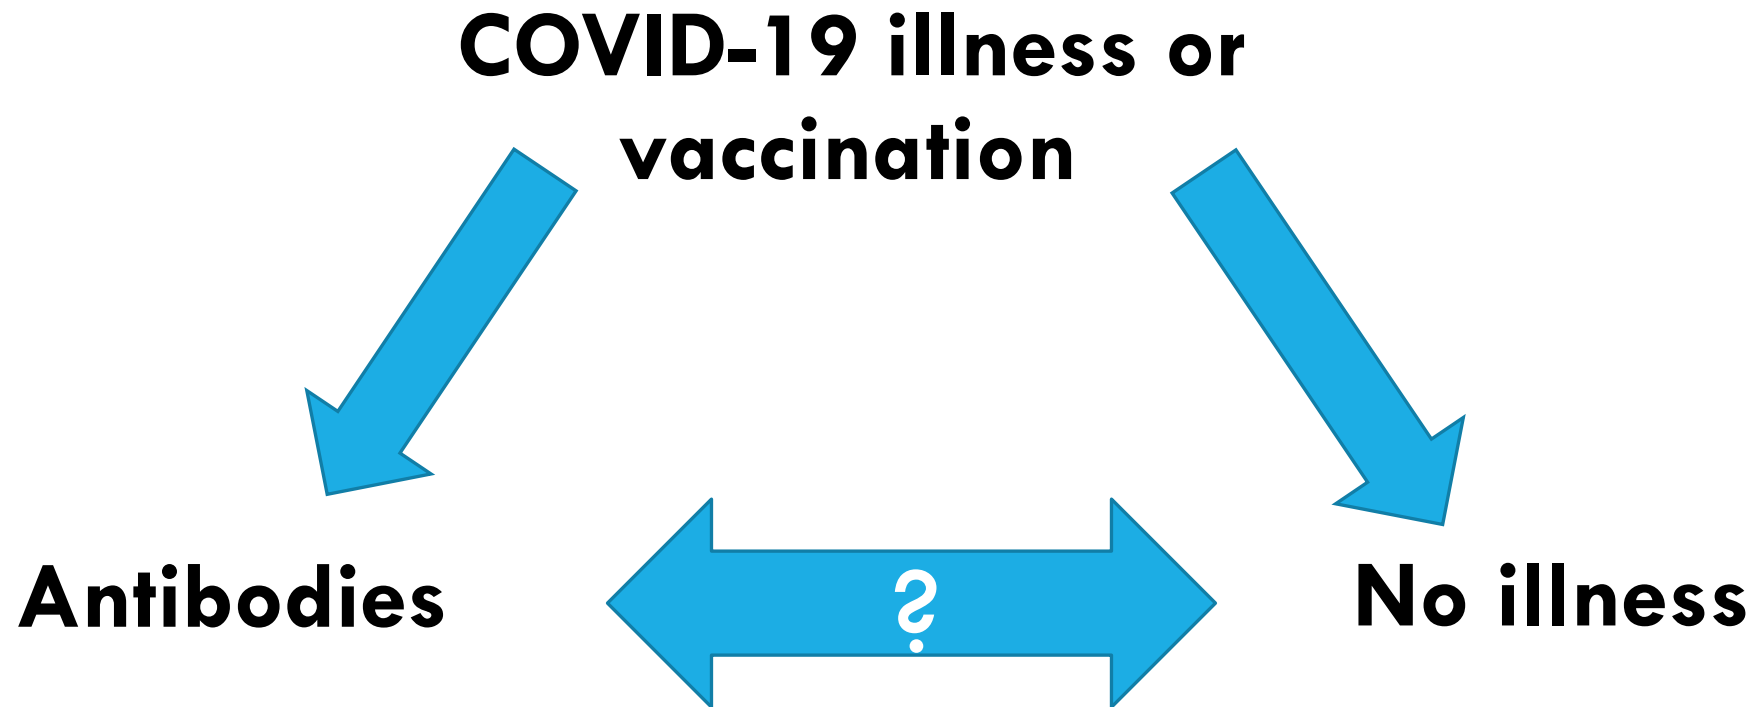 COVID-19 illness or
vaccination
Antibodies
?
No illness